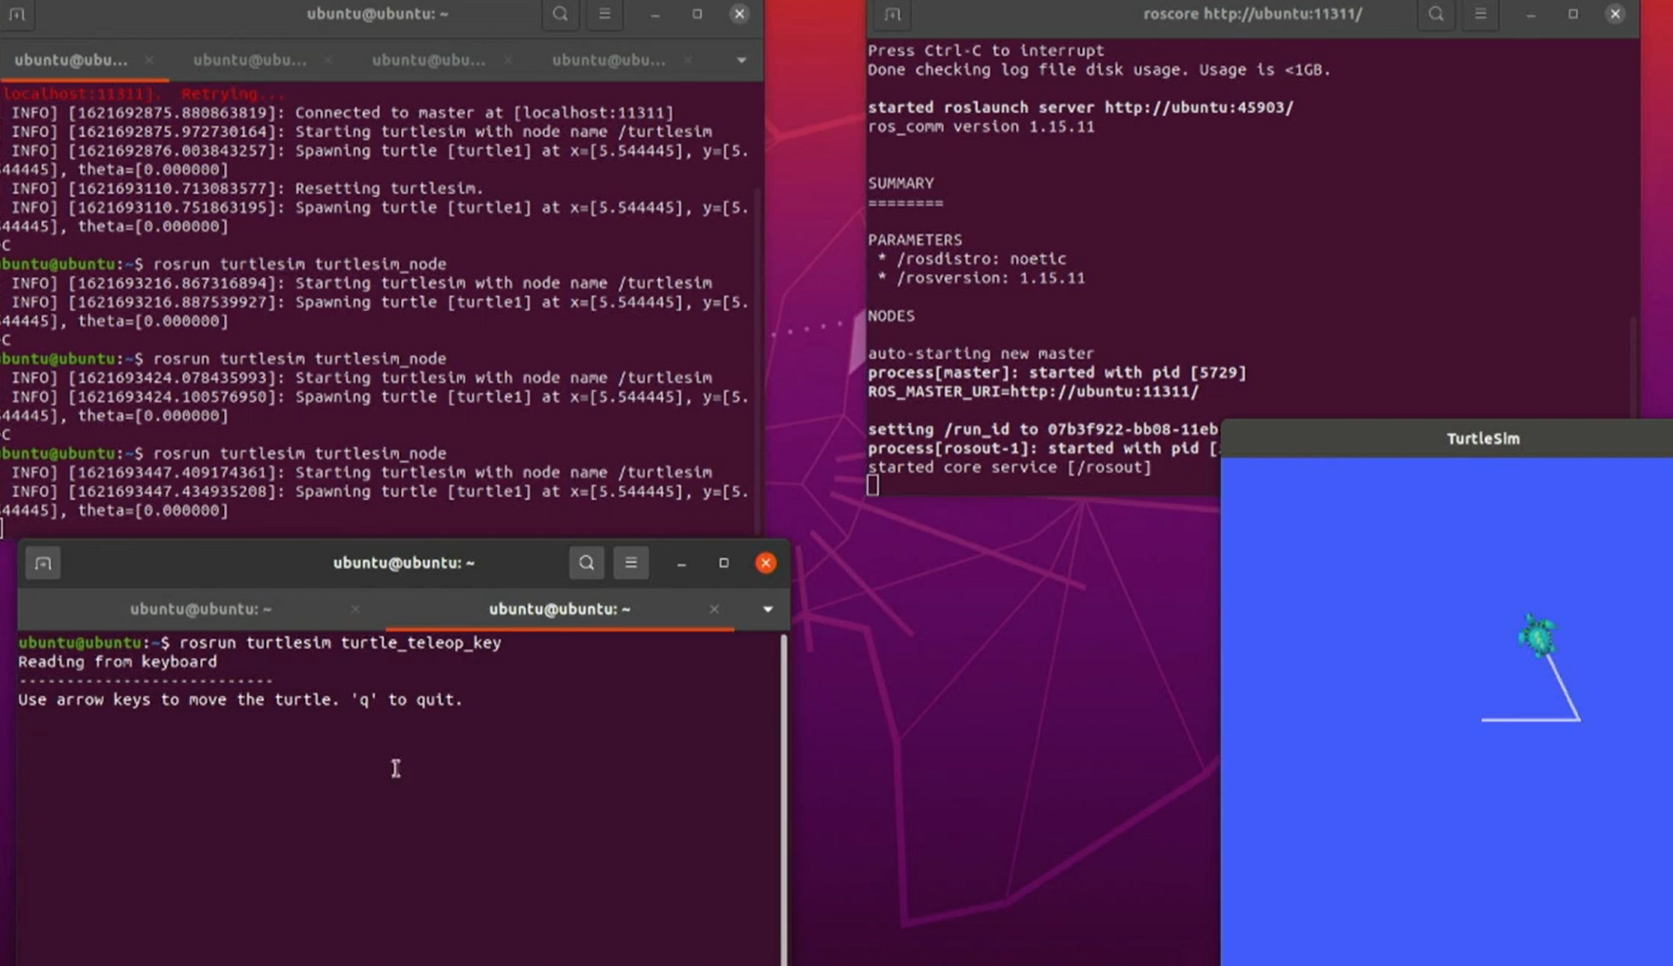 ubuntu@ubuntu: ~
ubuntu@ubu... ubuntu@ubu... ubuntu@ubu... ubuntu@ubu...
localhost:11311]. Retrying...
INFO] [1621692875.880863819]: Connected to master at [localhost:11311]
INFO] [1621692875.972730164]: Starting turtlesim with node name /turtlesim
INFO] [1621692876.003843257]: Spawning turtle [turtle1] at x=[5.544445], y=[5.
44445], theta=[0.000000]
INFO] [1621693110.713083577]: Resetting turtlesim.
INFO] [1621693110.751863195]: Spawning turtle [turtle1] at x=[5.544445], y=[5.
44445], theta=[0.000000]
C
buntu@ubuntu:~$ rosrun turtlesim turtlesim_node
INFO] [1621693216.867316894]: Starting turtlesim with node name /turtlesim
INFO] [1621693216.887539927]: Spawning turtle [turtle1] at x=[5.544445], y=[5.
44445], theta=[0.000000]
C
buntu@ubuntu:~$ rosrun turtlesim turtlesim_node
INFO] [1621693424.078435993]: Starting turtlesim with node name /turtlesim
INFO] [1621693424.100576950]: Spawning turtle [turtle1] at x=[5.544445], y=[5.
44445], theta=[0.000000]
C
buntu@ubuntu:~$ rosrun turtlesim turtlesim_node
INFO] [1621693447.409174361]: Starting turtlesim with node name /turtlesim
INFO] [1621693447.434935208]: Spawning turtle [turtle1] at x=[5.544445], y=[5.
44445], theta=[0.000000]
roscore http://ubuntu:11311/
Press Ctrl-C to interrupt
Done checking log file disk usage. Usage is <1GB.
started roslaunch server http://ubuntu:45903/
ros_comm version 1.15.11
SUMMARY
========
PARAMETERS
* /rosdistro: noetic
* /rosversion: 1.15.11
NODES
auto-starting new master
process[master]: started with pid [5729]
ROS_MASTER_URI=http://ubuntu:11311/
setting /run_id to 07b3f922-bb08-11eb
process[rosout-1]: started with pid [
started core service [/rosout]
TurtleSim
ubuntu@ubuntu: ~
ubuntu@ubuntu: ~ ubuntu@ubuntu: ~
ubuntu@ubuntu:~$ rosrun turtlesim turtle_teleop_key
Reading from keyboard
---------------------------
Use arrow keys to move the turtle. 'q' to quit.